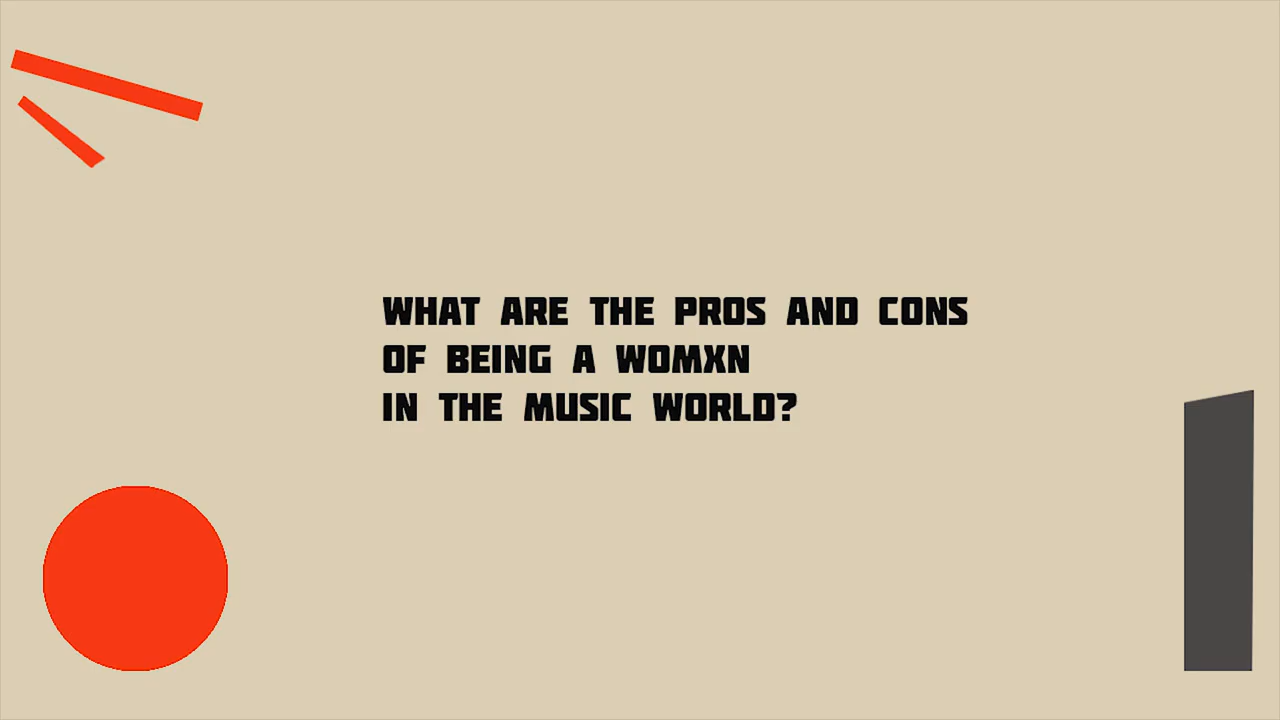 WHAT ARE THE PROS AND CONS
OF BEING A WOMXN
IN THE MUSIC WORLD?